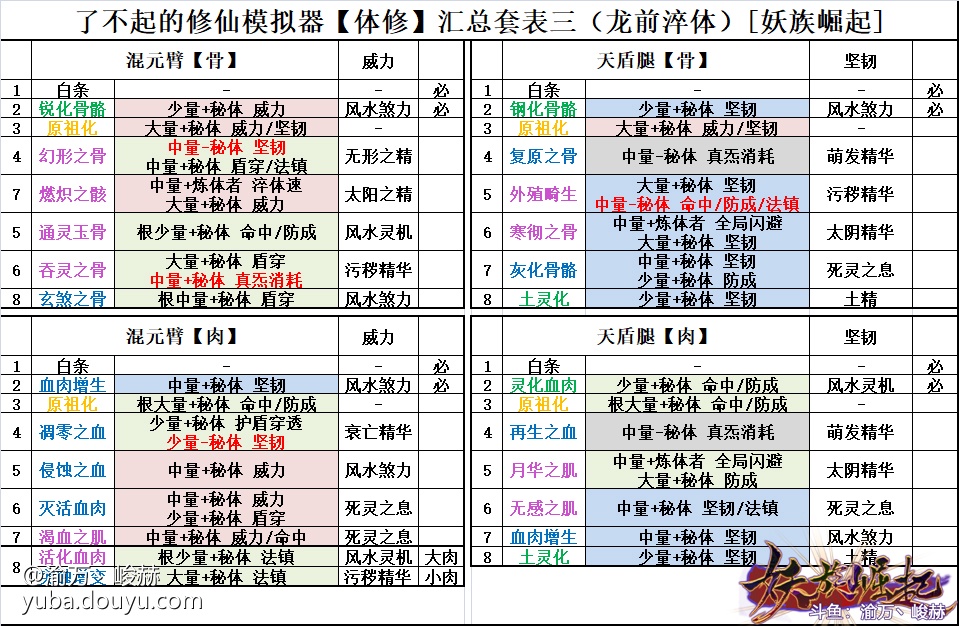 了不起的修仙模拟器【体修】汇总套表三（龙前淬体）[妖族崛起]
混元臂【骨】 威力
1 白条 - - 必
2 锐化骨骼 少量+秘体 威力 风水煞力 必
3 原祖化 大量+秘体 威力/坚韧 -
4 幻形之骨 中量-秘体 坚韧 无形之精
中量+秘体 盾穿/法镇
7 燃炽之骸 中量+炼体者 淬体速 太阳之精
大量+秘体 威力
5 通灵玉骨 根少量+秘体 命中/防成 风水灵机
6 吞灵之骨 大量+秘体 盾穿 污秽精华
中量+秘体 真炁消耗
8 玄煞之骨 根中量+秘体 盾穿 风水煞力
天盾腿【骨】 坚韧
1 白条 - - 必
2 钢化骨骼 少量+秘体 坚韧 风水煞力 必
3 原祖化 大量+秘体 威力/坚韧 -
4 复原之骨 中量-秘体 真炁消耗 萌发精华
5 外殖畸生 大量+秘体 坚韧 污秽精华
中量-秘体 命中/防成/法镇
6 寒彻之骨 中量+炼体者 全局闪避 太阴精华
大量+秘体 坚韧
7 灰化骨骼 中量+秘体 坚韧 死灵之息
少量+秘体 防成
8 土灵化 少量+秘体 坚韧 土精
混元臂【肉】 威力
1 白条 - - 必
2 血肉增生 中量+秘体 坚韧 风水煞力 必
3 原祖化 根大量+秘体 命中/防成 -
4 凋零之血 少量+秘体 护盾穿透 衰亡精华
少量-秘体 坚韧
5 侵蚀之血 中量+秘体 威力 风水煞力
6 灭活血肉 中量+秘体 威力 死灵之息
少量+秘体 盾穿
7 渴血之肌 中量+秘体 威力/命中 死灵之息
8 活化血肉 根少量+秘体 法镇 风水灵机 大肉
大量+秘体 法镇 污秽精华 小肉
天盾腿【肉】 坚韧
1 白条 - - 必
2 灵化血肉 少量+秘体 命中/防成 风水灵机 必
3 原祖化 根大量+秘体 命中/防成 -
4 再生之血 中量-秘体 真炁消耗 萌发精华
5 月华之肌 中量+炼体者 全局闪避 太阴精华
大量+秘体 防成
6 无感之肌 中量+秘体 坚韧/法镇 死灵之息
7 血肉增生 中量+秘体 坚韧 风水煞力
8 土灵化 少量+秘体 坚韧 土精
@渝万丶峻赫
yuba.douyu.com
妖族崛起
斗鱼：渝万丶峻赫